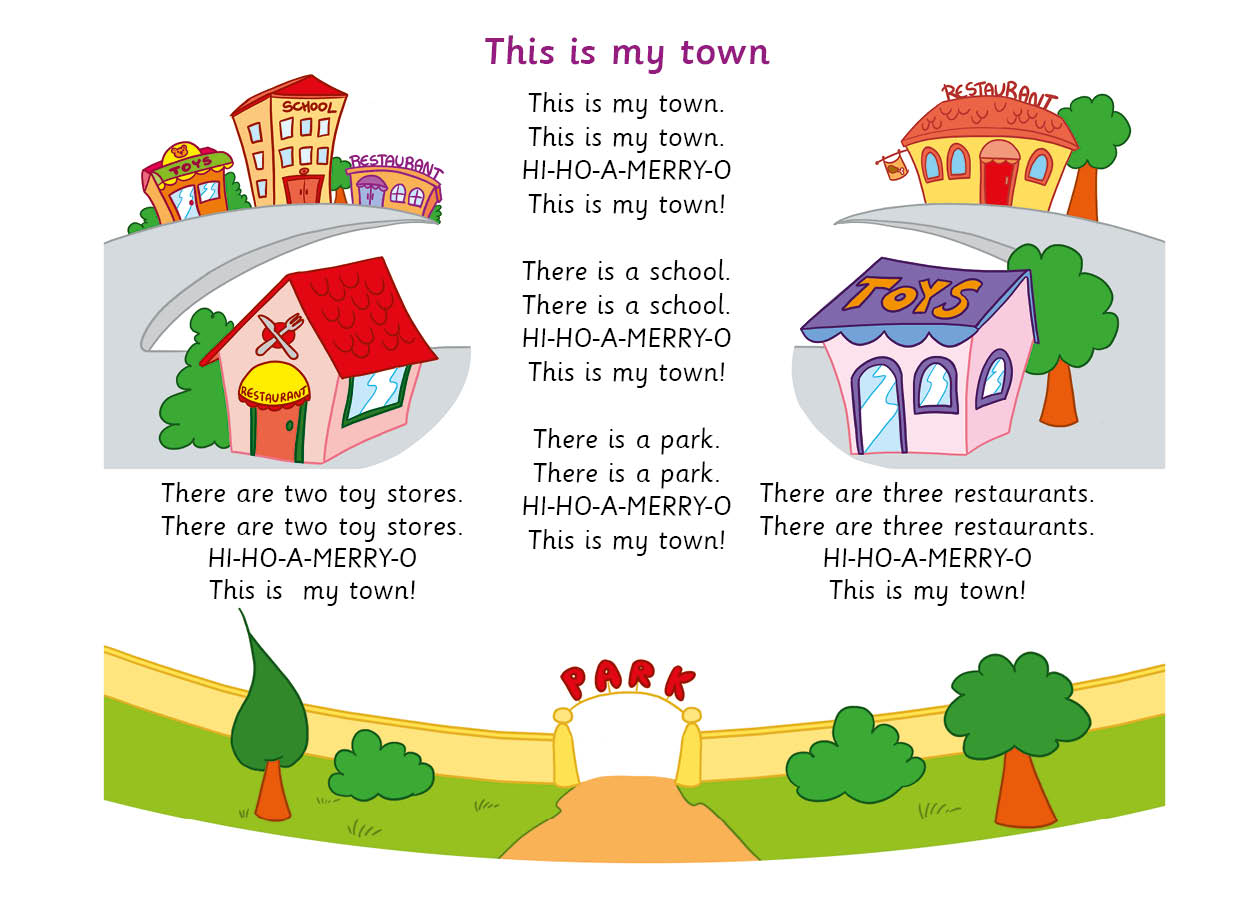 This is my town
TOYS
SCHOOL
RESTAURANT
This is my town.
This is my town.
HI-HO-A-MERRY-O
This is my town!
RESTAURANT
There is a school.
There is a school.
HI-HO-A-MERRY-O
This is my town!
RESTAURANT
TOYS
There is a park.
There is a park.
HI-HO-A-MERRY-O
This is my town!
There are two toy stores.
There are two toy stores.
HI-HO-A-MERRY-O
This is my town!
There are three restaurants.
There are three restaurants.
HI-HO-A-MERRY-O
This is my town!
PARK